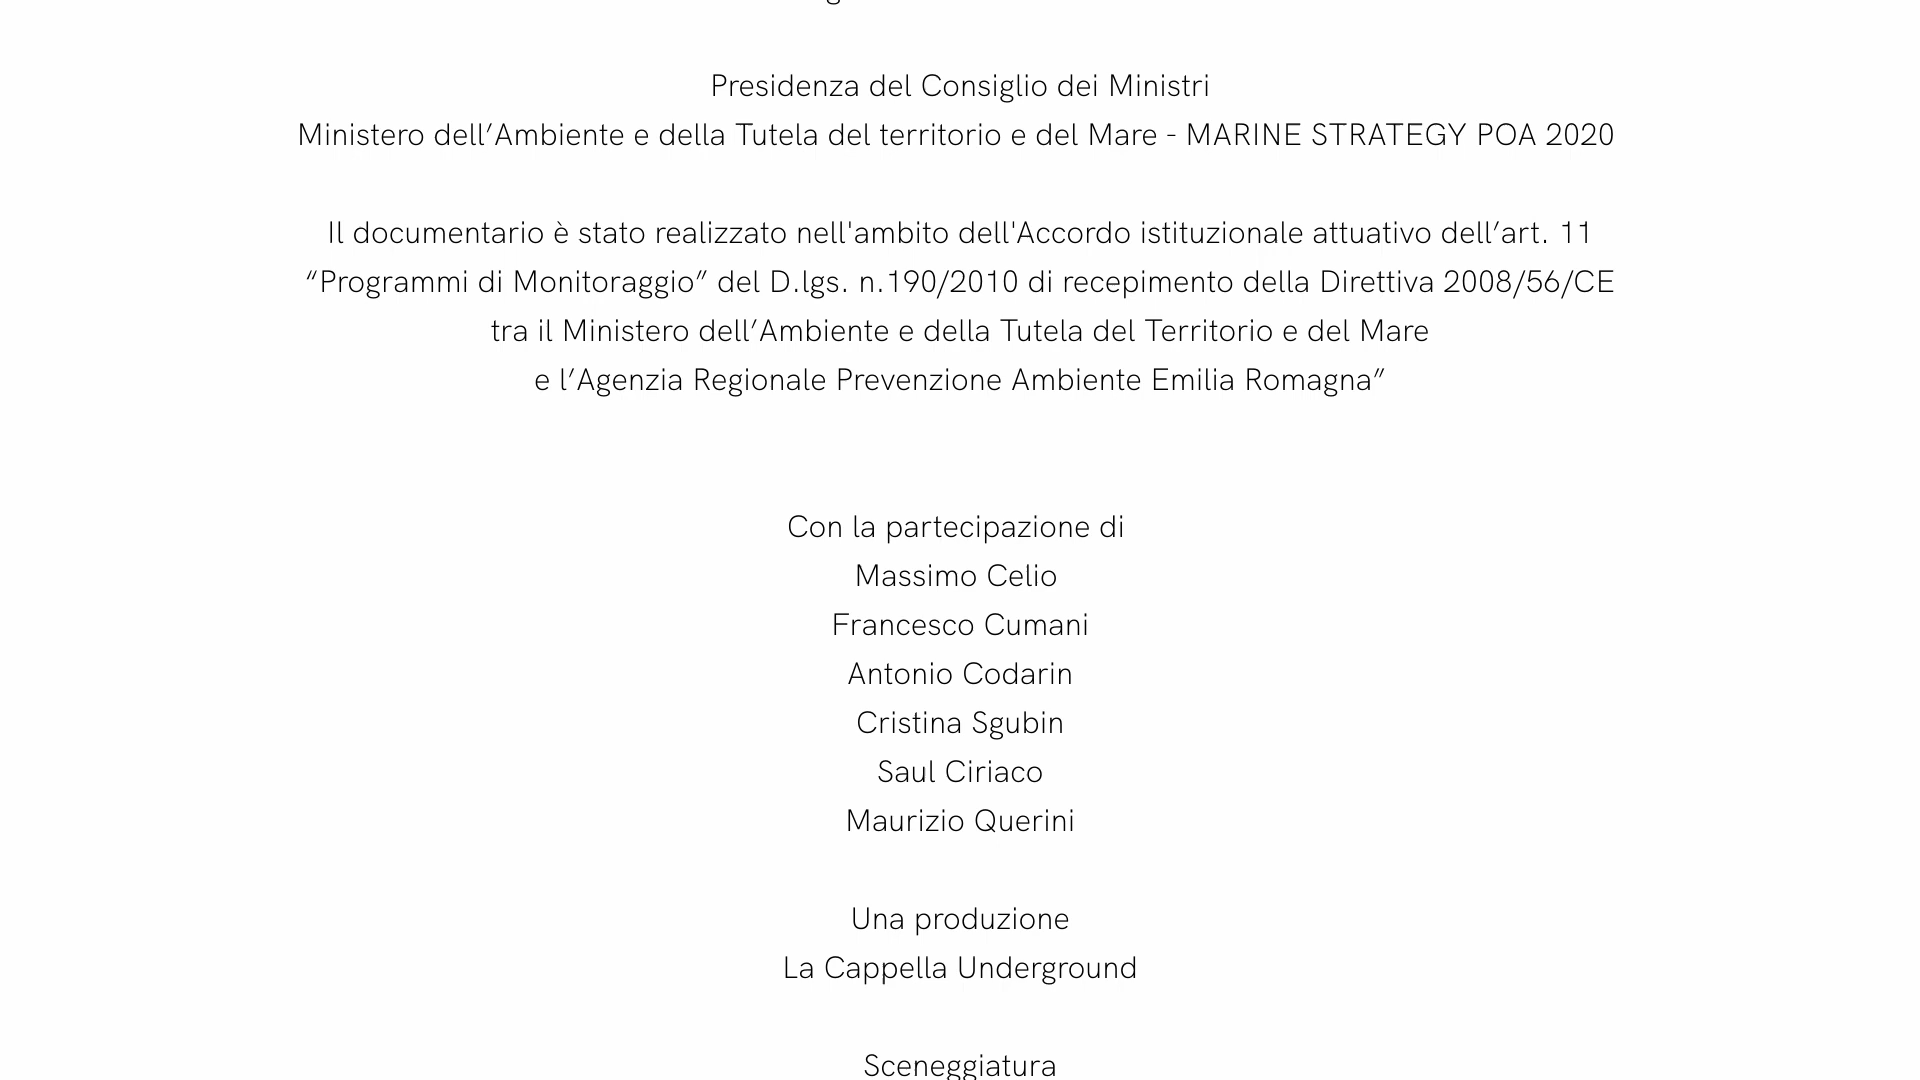 Presidenza del Consiglio dei Ministri
Ministero dell’Ambiente e della Tutela del territorio e del Mare - MARINE STRATEGY POA 2020
Il documentario è stato realizzato nell'ambito dell'Accordo istituzionale attuativo dell’art. 11
“Programmi di Monitoraggio” del D.lgs. n.190/2010 di recepimento della Direttiva 2008/56/CE
tra il Ministero dell’Ambiente e della Tutela del Territorio e del Mare
e l’Agenzia Regionale Prevenzione Ambiente Emilia Romagna”
Con la partecipazione di
Massimo Celio
Francesco Cumani
Antonio Codarin
Cristina Sgubin
Saul Ciriaco
Maurizio Querini
Una produzione
La Cappella Underground
Sceneggiatura